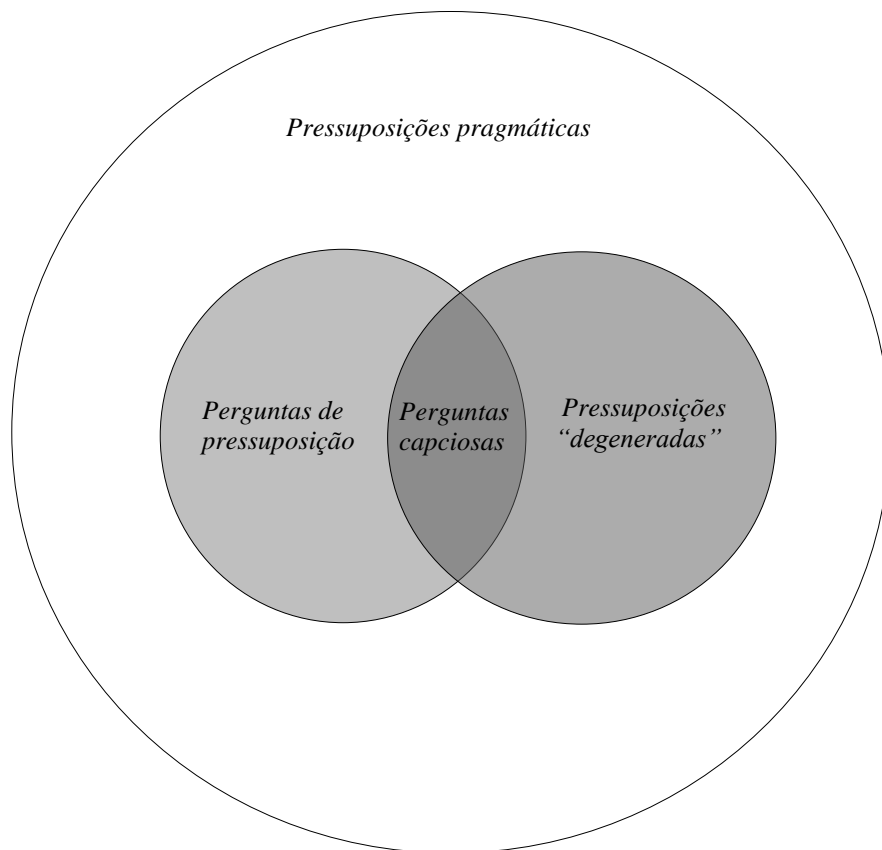 Pressuposições pragmáticas
Perguntas de
pressuposição
Perguntas
capciosas
Pressuposições
“degeneradas”